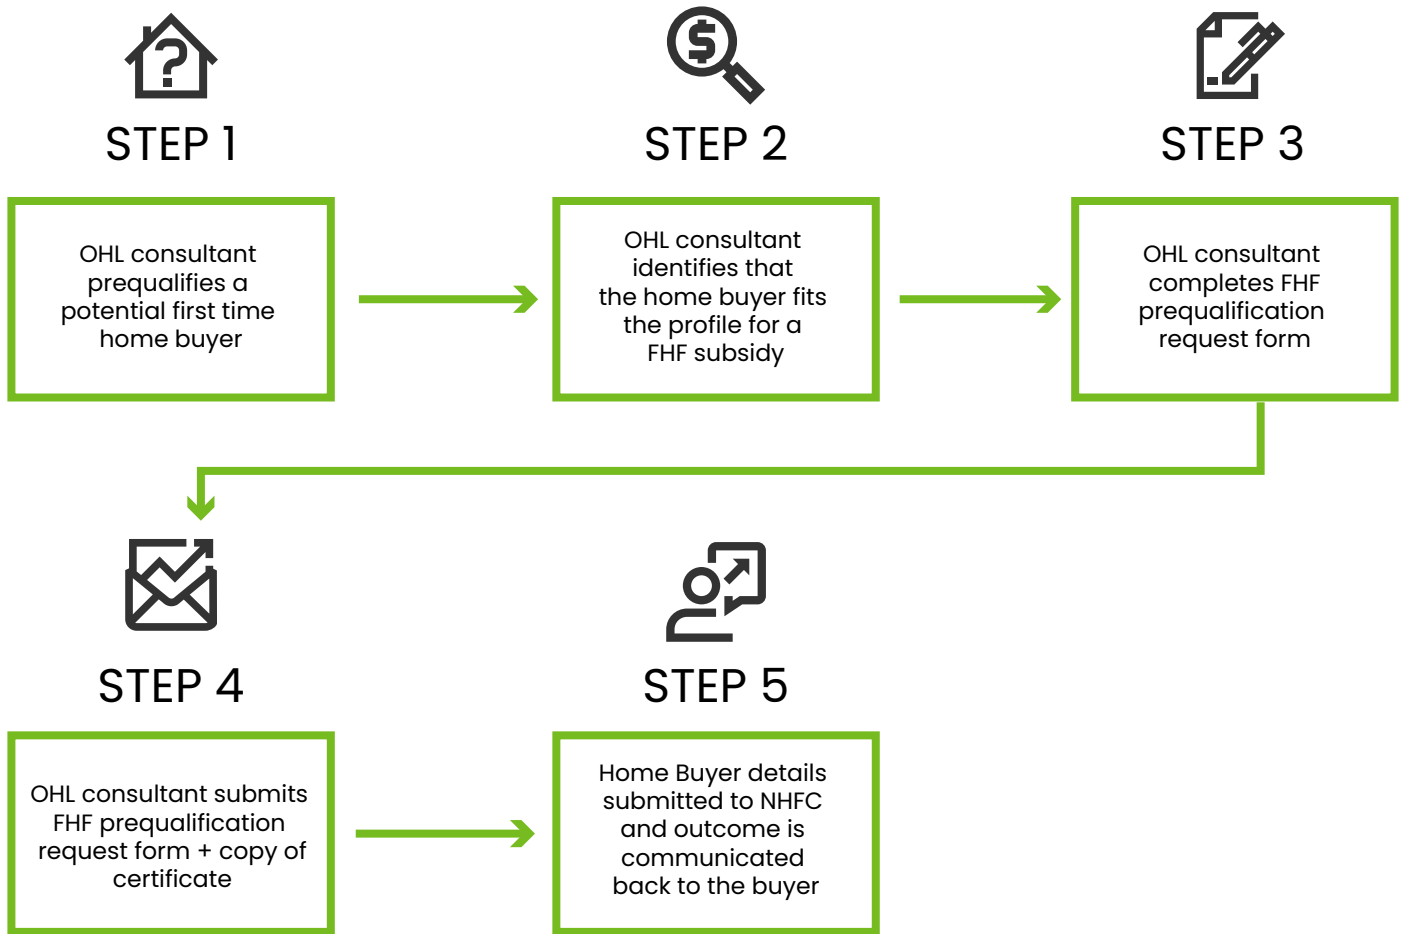 STEP 1
OHL consultant
prequalifies a
potential first time
home buyer
STEP 2
OHL consultant
identifies that
the home buyer fits
the profile for a
FHF subsidy
STEP 3
OHL consultant
completes FHF
prequalification
request form
STEP 4
OHL consultant submits
FHF prequalification
request form + copy of
certificate
STEP 5
Home Buyer details
submitted to NHFC
and outcome is
communicated
back to the buyer